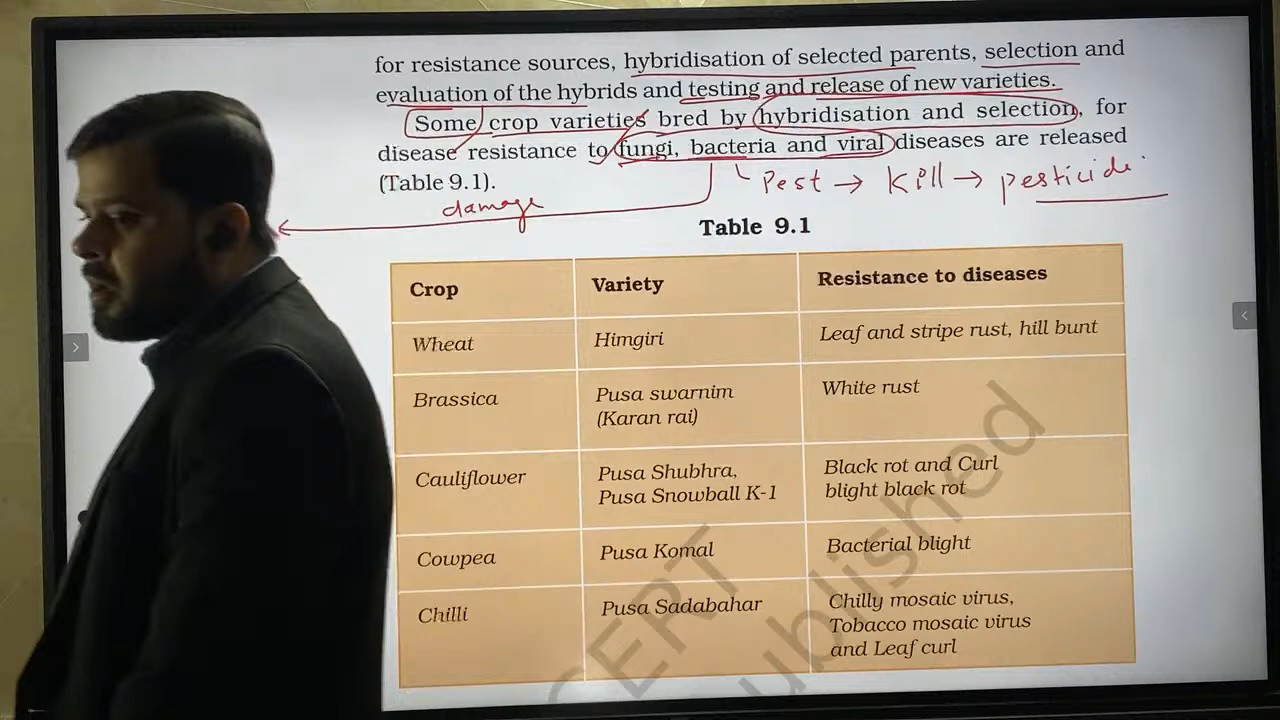 for resistance sources, hybridisation of selected parents, selection and
evaluation of the hybrids and testing and release of new varieties.
Some crop varieties bred by hybridisation and selection, for
disease resistance to fungi, bacteria and viral diseases are released
(Table 9.1).
Pest → Kill → pesticide
damage
Table 9.1
Crop Variety Resistance to diseases
Wheat Himgiri Leaf and stripe rust, hill bunt
Brassica Pusa swarnim White rust
(Karan rai)
Cauliflower Pusa Shubhra, Black rot and Curl
Pusa Snowball K-1 blight black rot
Cowpea Pusa Komal Bacterial blight
Chilli Pusa Sadabahar Chilly mosaic virus,
Tobacco mosaic virus
and Leaf curl